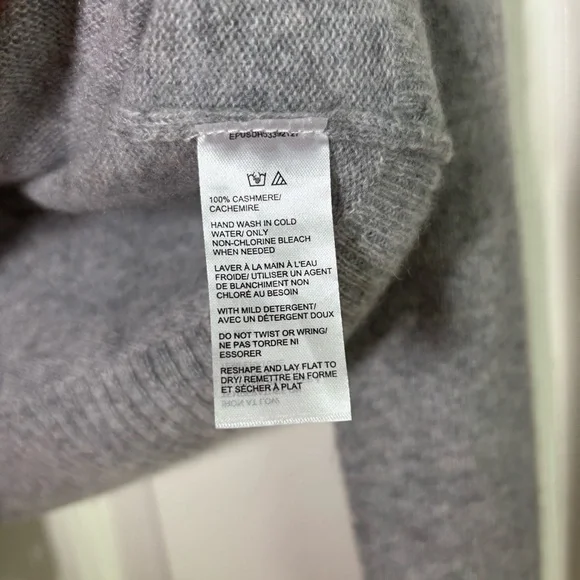 100% CASHMERE/
CACHEMIRE
HAND WASH IN COLD
WATER/ ONLY
NON-CHLORINE BLEACH
WHEN NEEDED
LAVER À LA MAIN À L'EAU
FROIDE/ UTILISER UN AGENT
DE BLANCHIMENT NON
CHLORÉ AU BESOIN
WITH MILD DETERGENT/
AVEC UN DÉTERGENT DOUX
DO NOT TWIST OR WRING/
NE PAS TORDRE NI
ESSORER
RESHAPE AND LAY FLAT TO
DRY/ REMETTRE EN FORME
ET SÉCHER À PLAT